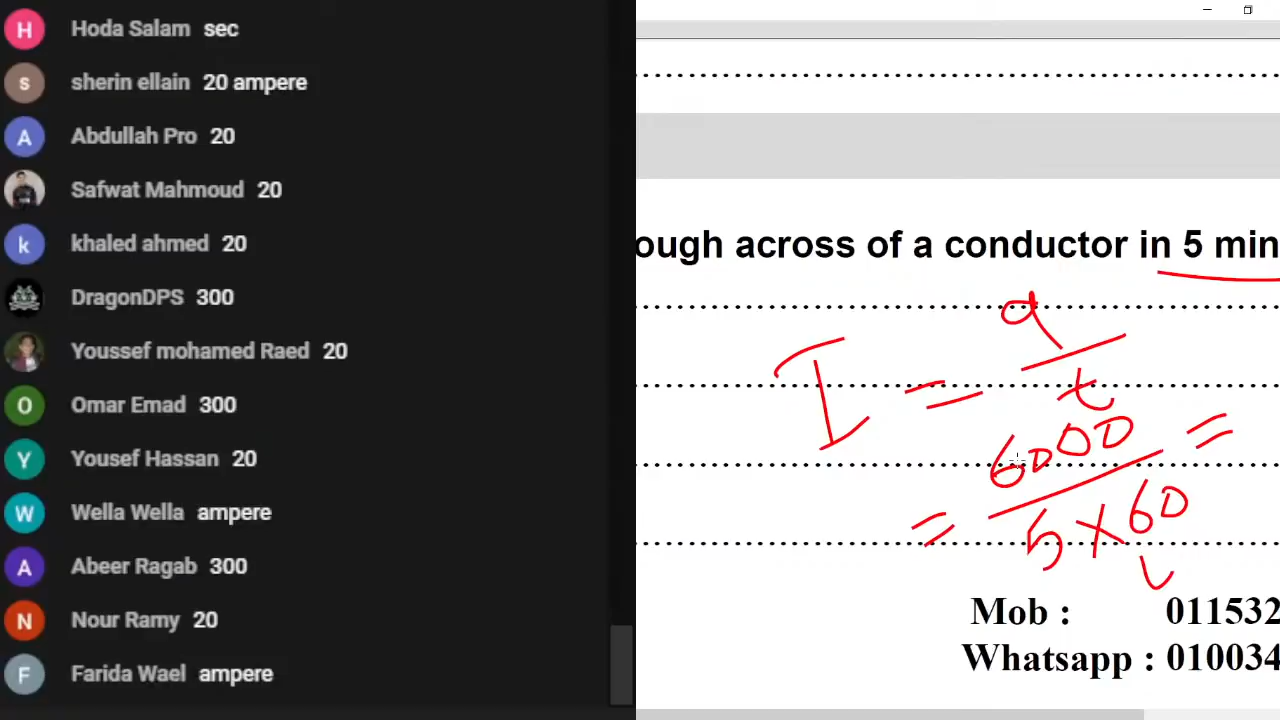 H Hoda Salam sec
s sherin ellain 20 ampere
A Abdullah Pro 20
Safwat Mahmoud 20
k khaled ahmed 20
DragonDPS 300
Youssef mohamed Raed 20
O Omar Emad 300
Y Yousef Hassan 20
W Wella Wella ampere
A Abeer Ragab 300
N Nour Ramy 20
F Farida Wael ampere
ough across of a conductor in 5 min
I = q / t
= 6000 / 5 × 60 =
Mob : 011532
Whatsapp : 010034